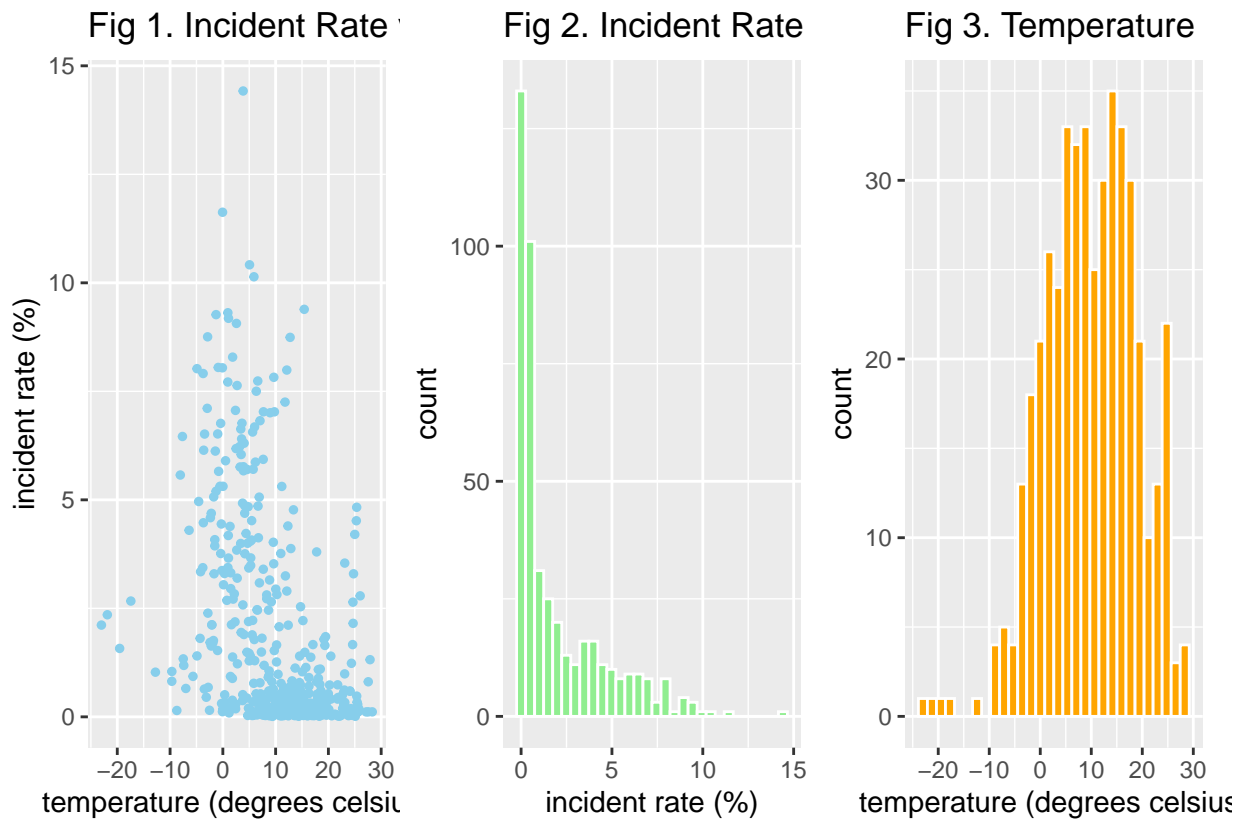 Fig 1. Incident Rate
15
10
5
0
incident rate (%)
−20 −10 0 10 20 30
temperature (degrees celsiu
Fig 2. Incident Rate
100
50
0
count
0 5 10 15
incident rate (%)
Fig 3. Temperature
30
20
10
0
count
−20 −10 0 10 20 30
temperature (degrees celsius